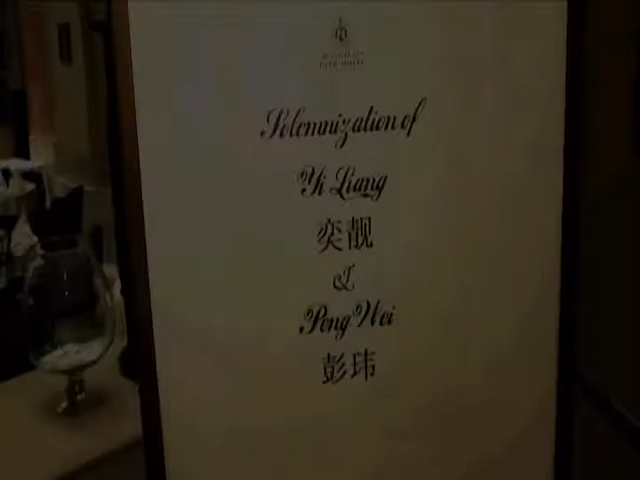 Solemnization of
Yi Liang
奕靓
&
Peng Wei
彭玮